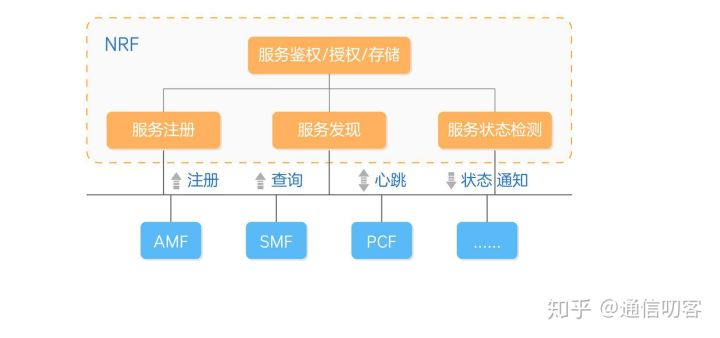 NRF
服务鉴权/授权/存储
服务注册
服务发现
服务状态检测
注册
查询
心跳
状态 通知
AMF
SMF
PCF
......
知乎 @通信叨客